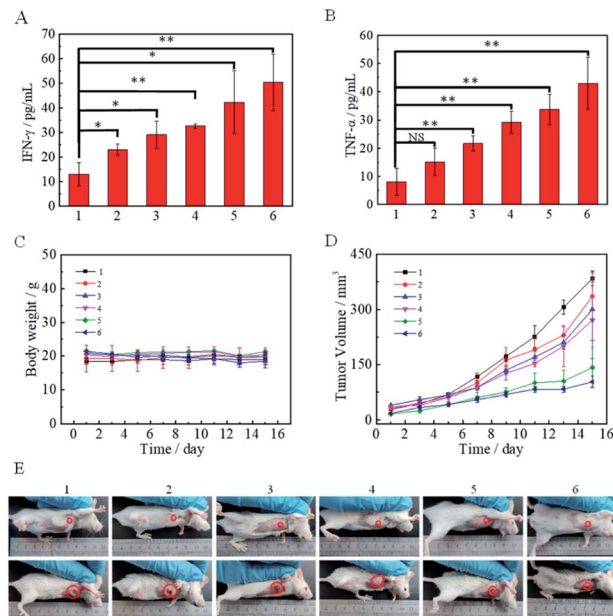 A
IFN-γ / pg/mL
70
60
50
40
30
20
10
0
**
*
**
*
*
1 2 3 4 5 6
B
TNF-α / pg/mL
60
50
40
30
20
10
0
**
**
**
**
NS
1 2 3 4 5 6
C
Body weight / g
60
40
20
0
1
2
3
4
5
6
0 2 4 6 8 10 12 14 16
Time / day
D
Tumor Volume / mm³
450
300
150
0
1
2
3
4
5
6
0 2 4 6 8 10 12 14 16
Time / day
E
1 2 3 4 5 6